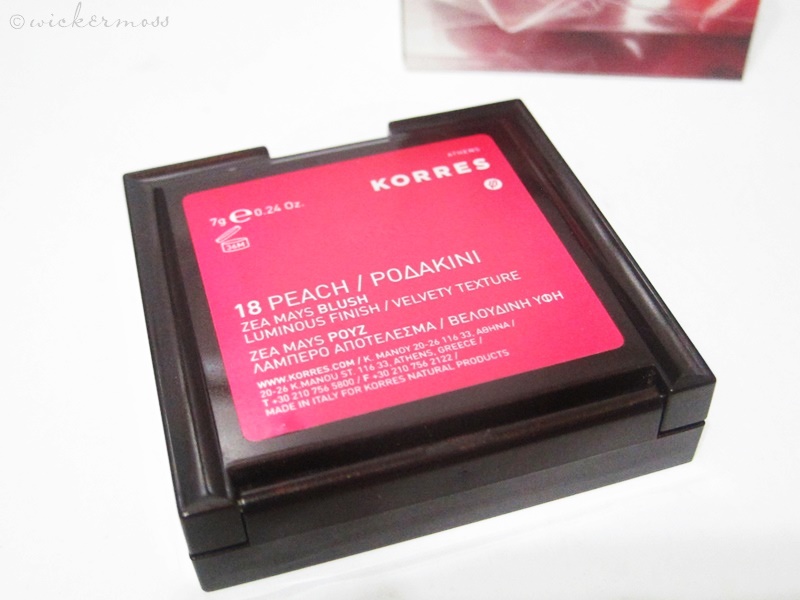 © wickermoss
ATHENS
KORRES
7g e 0.24 Oz.
36M
18 PEACH / ΡΟΔΑΚΙΝΙ
ZEA MAYS BLUSH
LUMINOUS FINISH / VELVETY TEXTURE
ZEA MAYS ΡΟΥΖ
ΛΑΜΠΕΡΟ ΑΠΟΤΕΛΕΣΜΑ / ΒΕΛΟΥΔΙΝΗ ΥΦΗ
WWW.KORRES.COM / Κ. ΜΑΝΟΥ 20-26 116 33, ΑΘΗΝΑ /
20-26 K.MANOU ST. 116 33, ATHENS, GREECE /
T +30 210 756 5800 / F +30 210 756 2122 /
MADE IN ITALY FOR KORRES NATURAL PRODUCTS